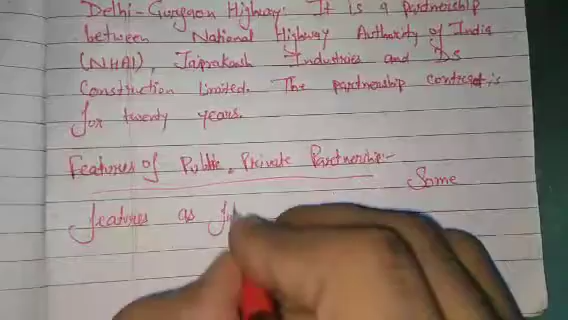 Delhi-Gurgaon Highway: It is a partnership
between National Highway Authority of India
(NHAI), Jaiprakash Industries and DS
Construction Limited. The partnership contract is
for twenty years.
Features of Public, Private Partnership:-
Some
features as